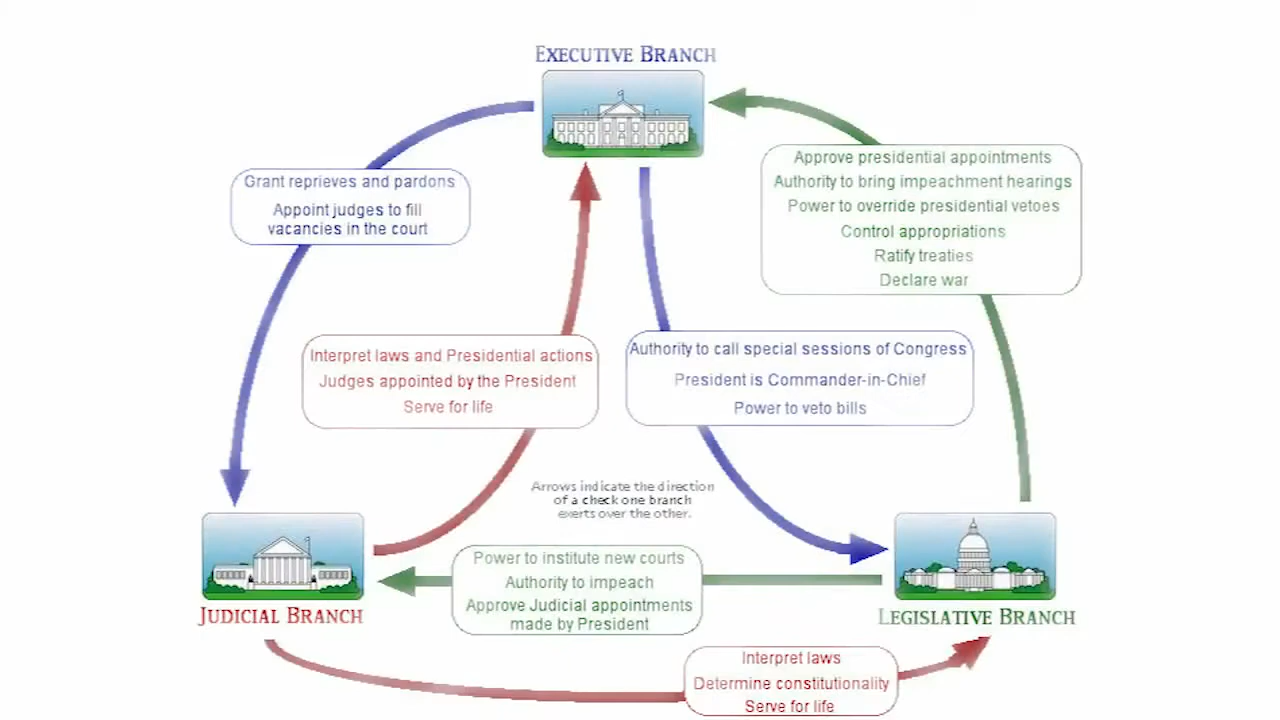 EXECUTIVE BRANCH
Grant reprieves and pardons
Appoint judges to fill
vacancies in the court
Approve presidential appointments
Authority to bring impeachment hearings
Power to override presidential vetoes
Control appropriations
Ratify treaties
Declare war
Interpret laws and Presidential actions
Judges appointed by the President
Serve for life
Authority to call special sessions of Congress
President is Commander-in-Chief
Power to veto bills
Arrows indicate the direction
of a check one branch
exerts over the other.
JUDICIAL BRANCH
Power to institute new courts
Authority to impeach
Approve Judicial appointments
made by President
LEGISLATIVE BRANCH
Interpret laws
Determine constitutionality
Serve for life